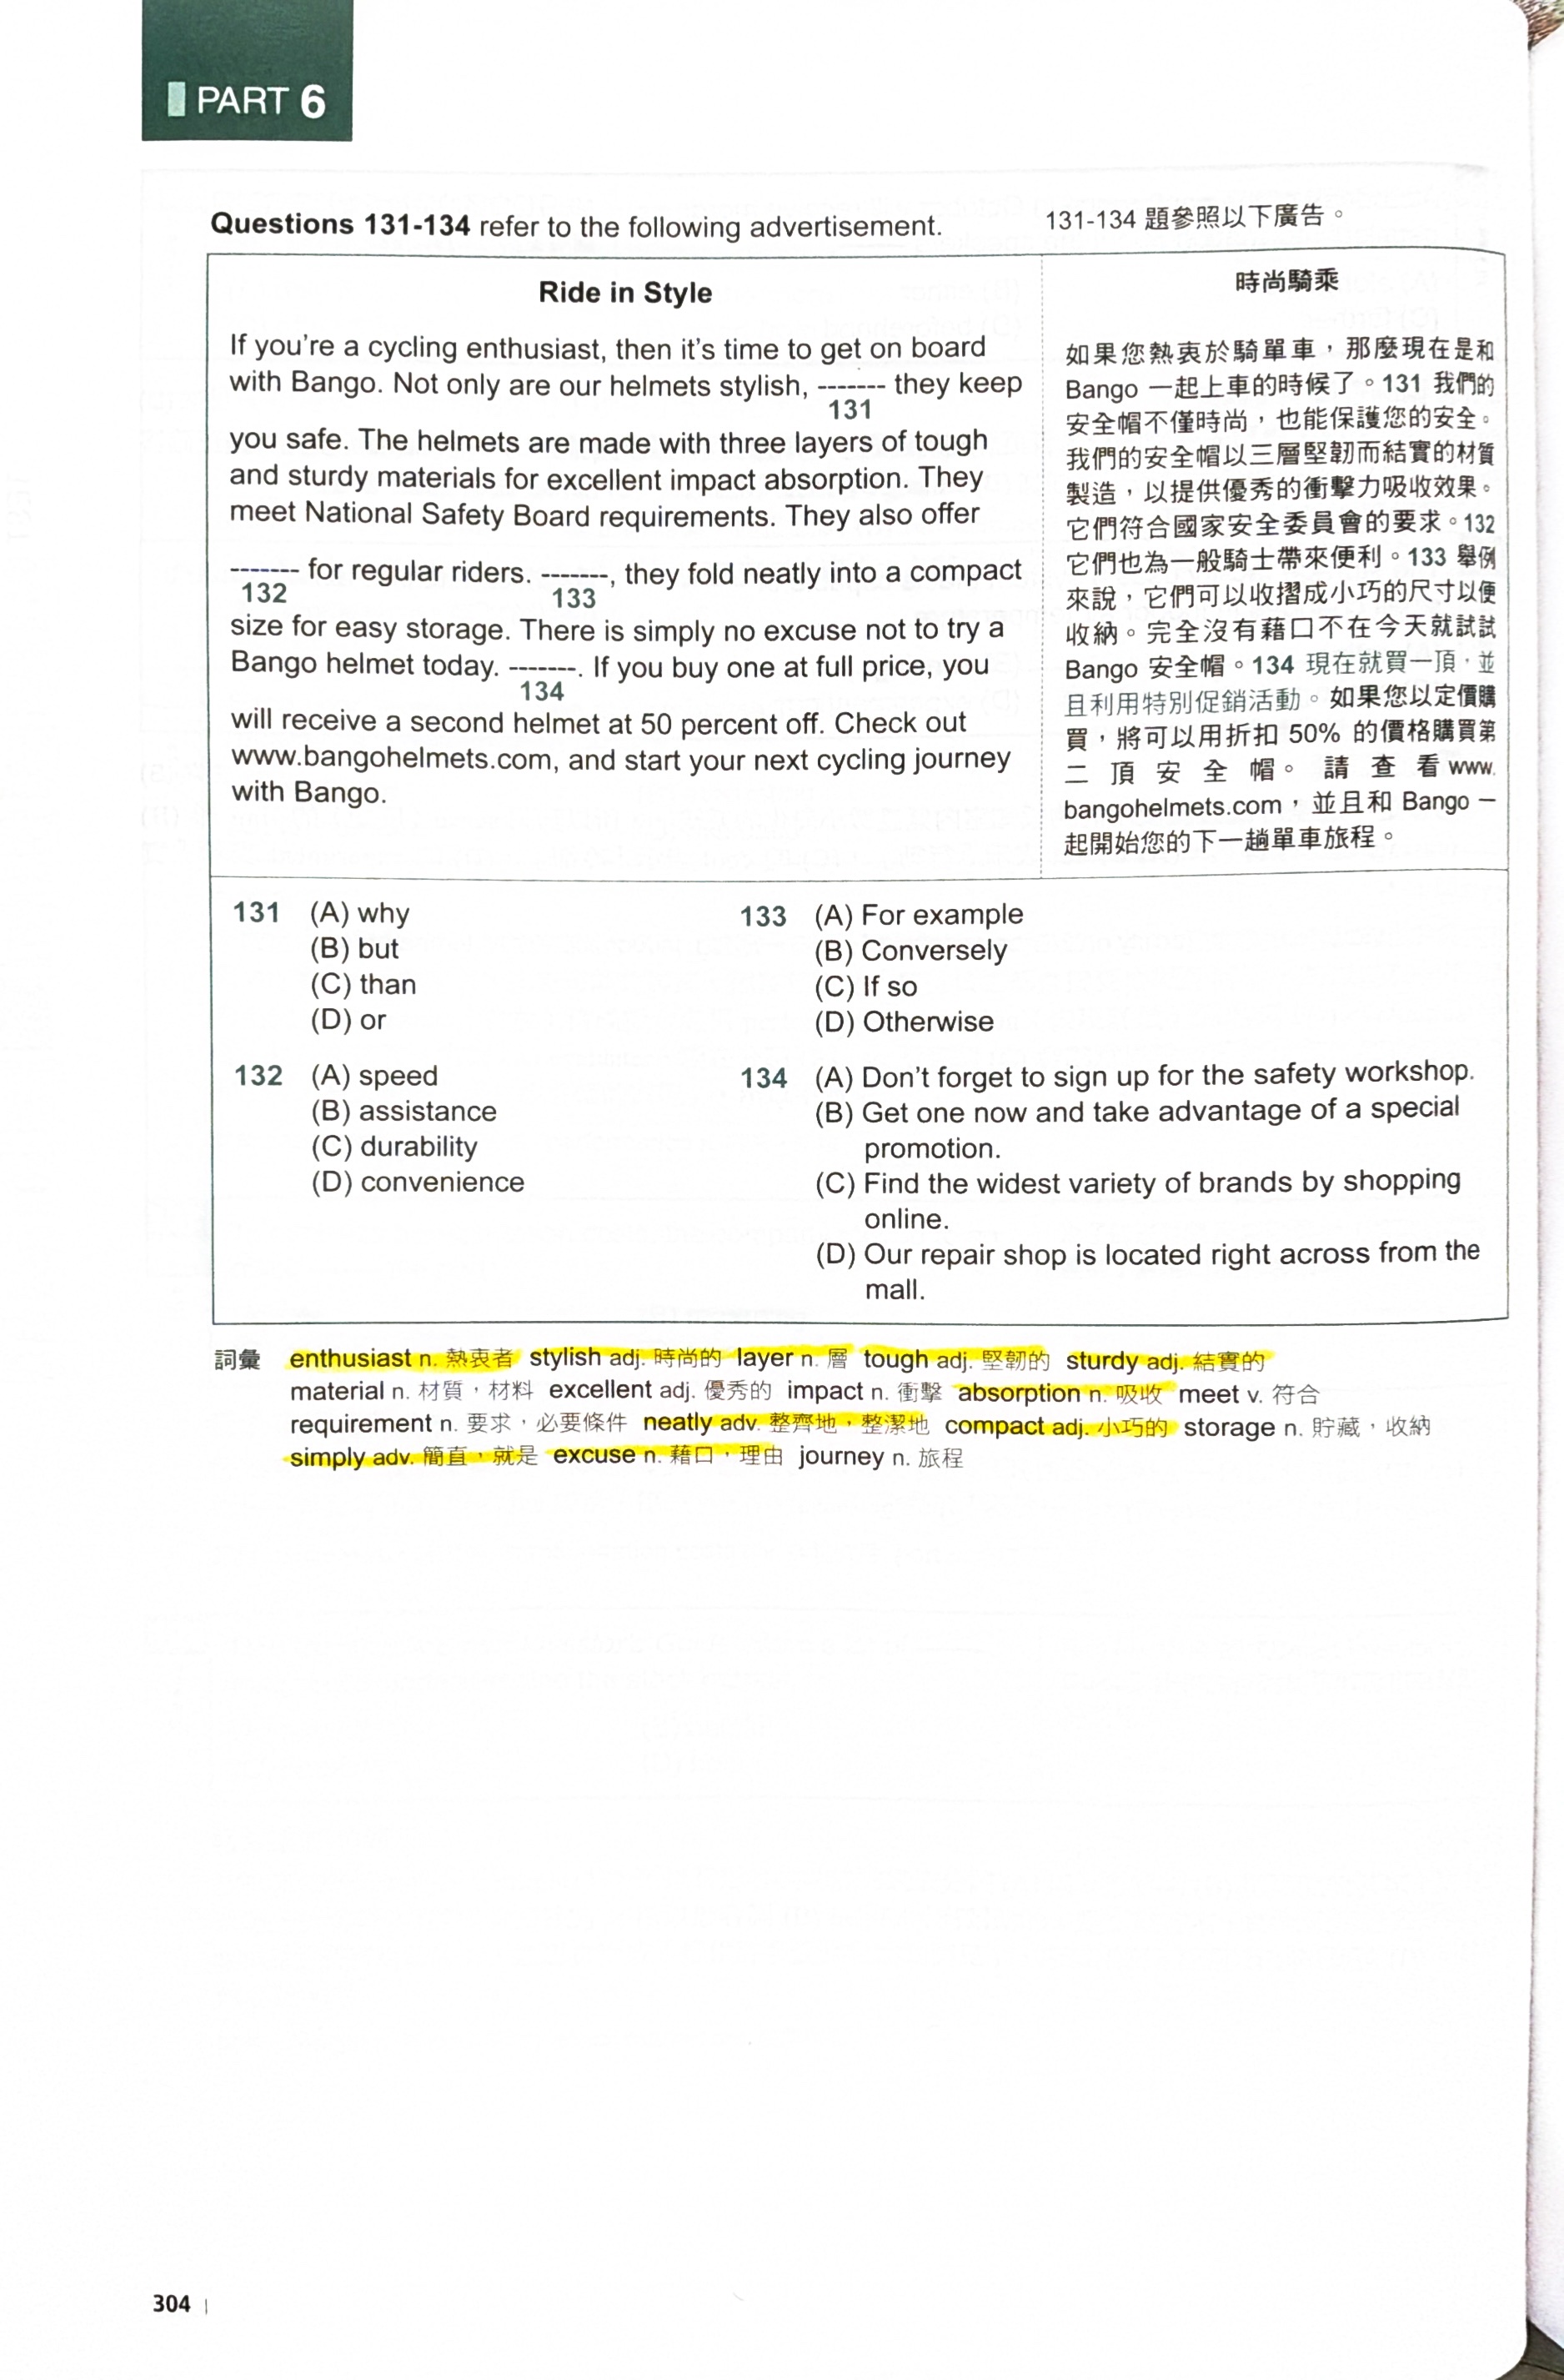 PART 6
Questions 131-134 refer to the following advertisement.
131-134 題參照以下廣告。
Ride in Style
If you're a cycling enthusiast, then it's time to get on board
with Bango. Not only are our helmets stylish, ------- they keep
131
you safe. The helmets are made with three layers of tough
and sturdy materials for excellent impact absorption. They
meet National Safety Board requirements. They also offer
------- for regular riders. -------, they fold neatly into a compact
132 133
size for easy storage. There is simply no excuse not to try a
Bango helmet today. -------. If you buy one at full price, you
134
will receive a second helmet at 50 percent off. Check out
www.bangohelmets.com, and start your next cycling journey
with Bango.
時尚騎乘
如果您熱衷於騎單車，那麼現在是和
Bango 一起上車的時候了。131 我們的
安全帽不僅時尚，也能保護您的安全。
我們的安全帽以三層堅韌而結實的材質
製造，以提供優秀的衝擊力吸收效果。
它們符合國家安全委員會的要求。132
它們也為一般騎士帶來便利。133 舉例
來說，它們可以收摺成小巧的尺寸以便
收納。完全沒有藉口不在今天就試試
Bango 安全帽。134 現在就買一頂，並
且利用特別促銷活動。如果您以定價購
買，將可以用折扣 50% 的價格購買第
二頂安全帽。請查看 www.
bangohelmets.com，並且和 Bango 一
起開始您的下一趟單車旅程。
131 (A) why
(B) but
(C) than
(D) or
132 (A) speed
(B) assistance
(C) durability
(D) convenience
133 (A) For example
(B) Conversely
(C) If so
(D) Otherwise
134 (A) Don't forget to sign up for the safety workshop.
(B) Get one now and take advantage of a special
promotion.
(C) Find the widest variety of brands by shopping
online.
(D) Our repair shop is located right across from the
mall.
詞彙 enthusiast n. 熱衷者 stylish adj. 時尚的 layer n. 層 tough adj. 堅韌的 sturdy adj. 結實的
material n. 材質，材料 excellent adj. 優秀的 impact n. 衝擊 absorption n. 吸收 meet v. 符合
requirement n. 要求，必要條件 neatly adv. 整齊地，整潔地 compact adj. 小巧的 storage n. 貯藏，收納
simply adv. 簡直，就是 excuse n. 藉口，理由 journey n. 旅程
304